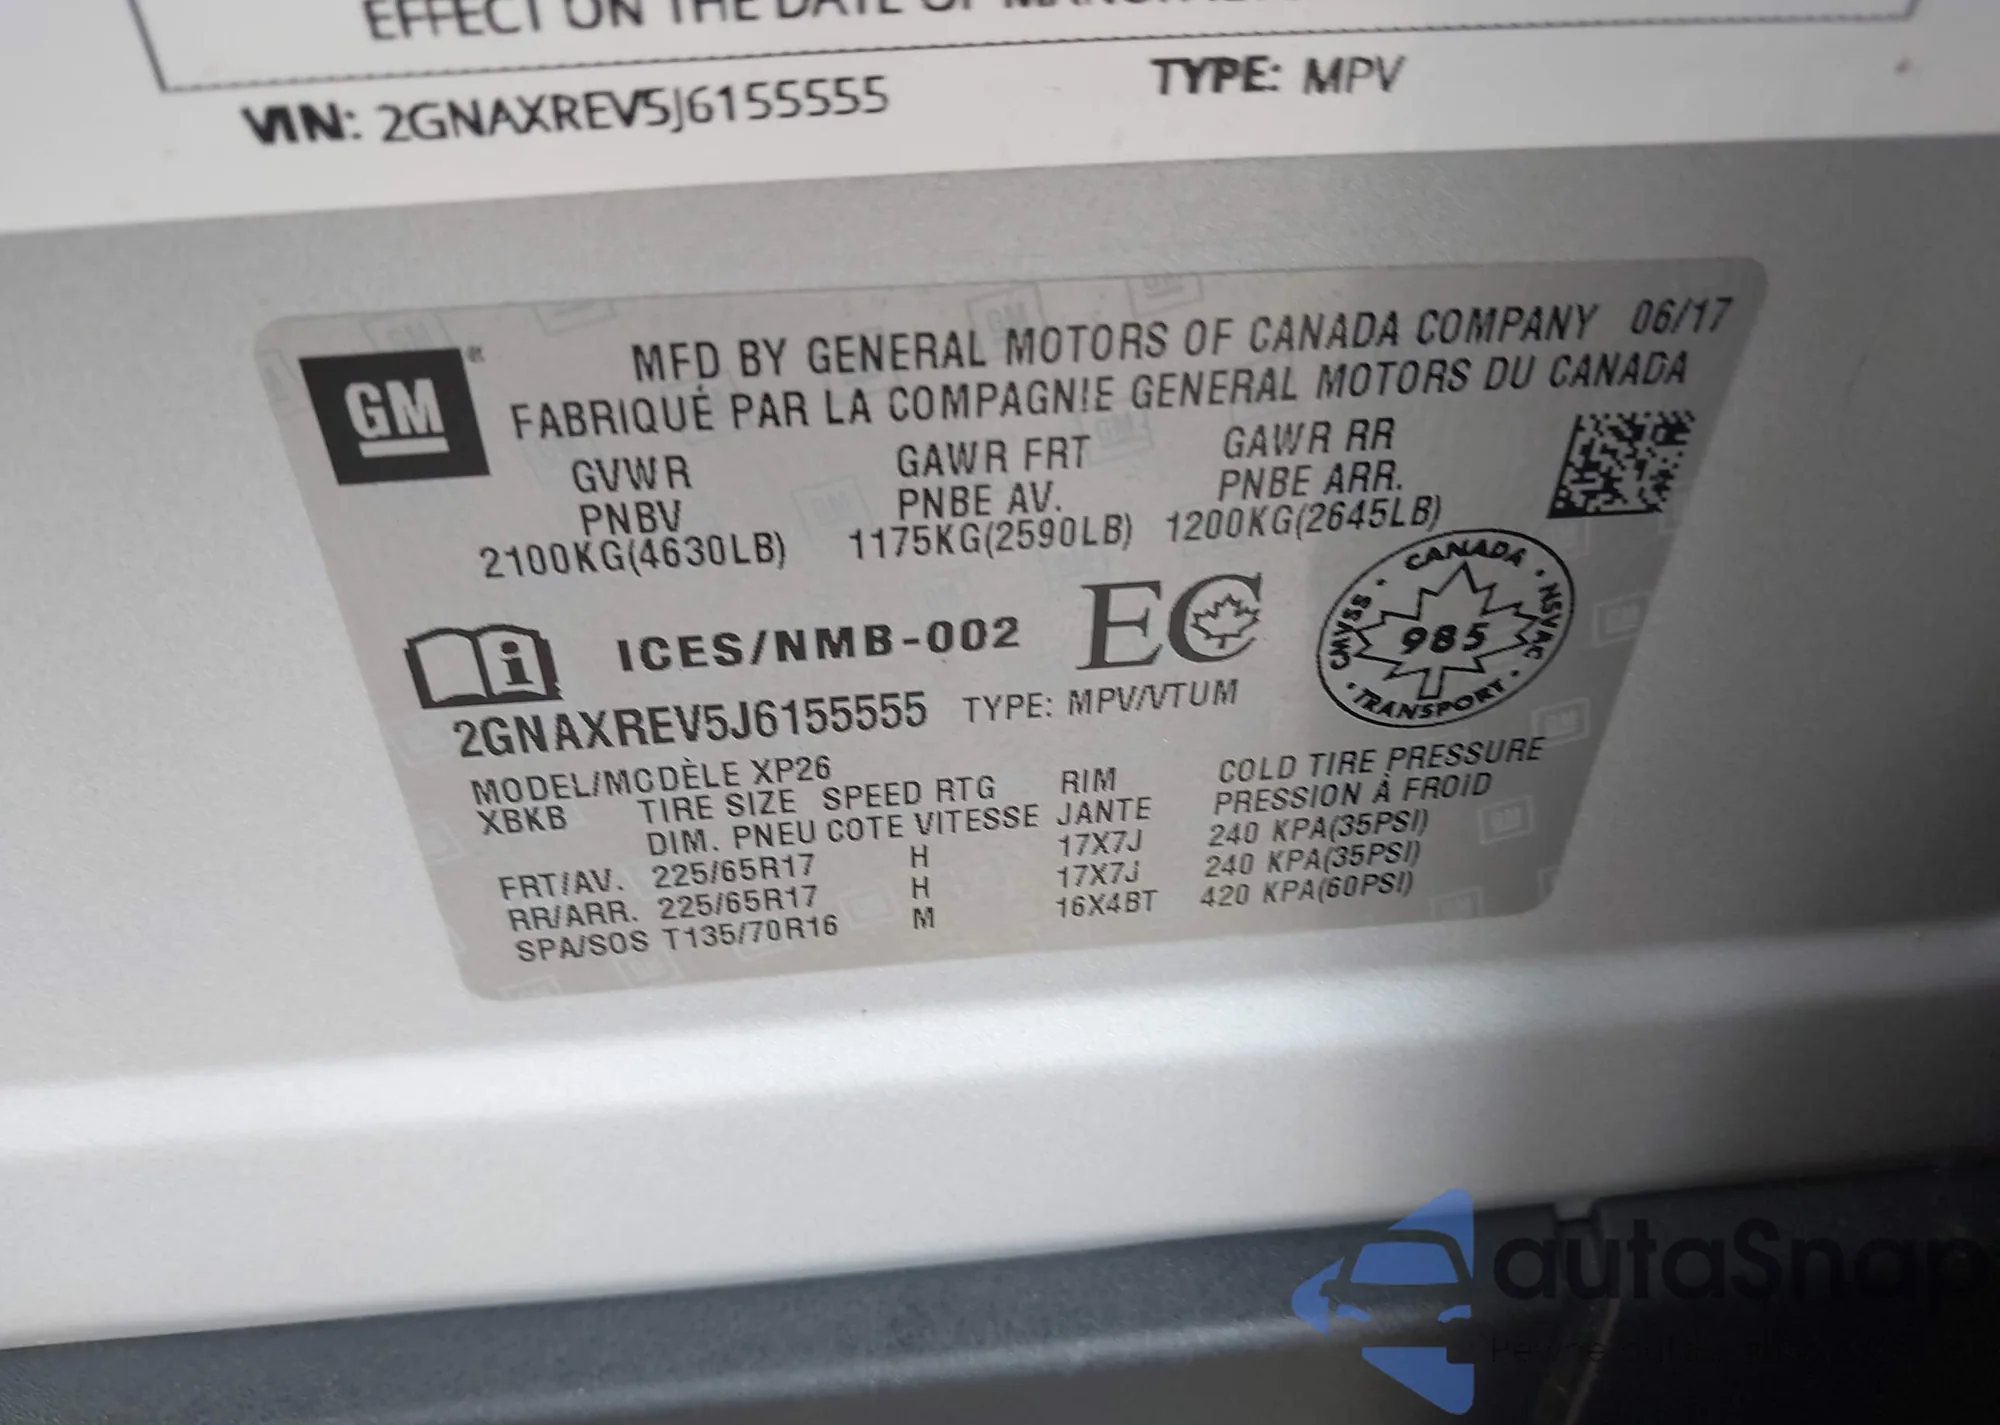 EFFECT ON THE DATE OF
VIN: 2GNAXREV5J6155555 TYPE: MPV
GM
MFD BY GENERAL MOTORS OF CANADA COMPANY 06/17
FABRIQUÉ PAR LA COMPAGNIE GENERAL MOTORS DU CANADA
GVWR GAWR FRT GAWR RR
PNBV PNBE AV. PNBE ARR.
2100KG(4630LB) 1175KG(2590LB) 1200KG(2645LB)
i ICES/NMB-002 EC
CANADA · NSVAC · TRANSPORT · CMVSS ·
985
2GNAXREV5J6155555 TYPE: MPV/VTUM
MODEL/MODÈLE XP26
XBKB TIRE SIZE SPEED RTG RIM COLD TIRE PRESSURE
DIM. PNEU COTE VITESSE JANTE PRESSION À FROID
FRT/AV. 225/65R17 H 17X7J 240 KPA(35PSI)
RR/ARR. 225/65R17 H 17X7J 240 KPA(35PSI)
SPA/SOS T135/70R16 M 16X4BT 420 KPA(60PSI)
autaSnap